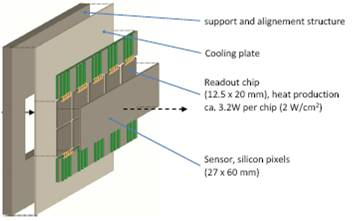 support and alignement structure
Cooling plate
Readout chip
(12.5 x 20 mm), heat production
ca. 3.2W per chip (2 W/cm²)
Sensor, silicon pixels
(27 x 60 mm)